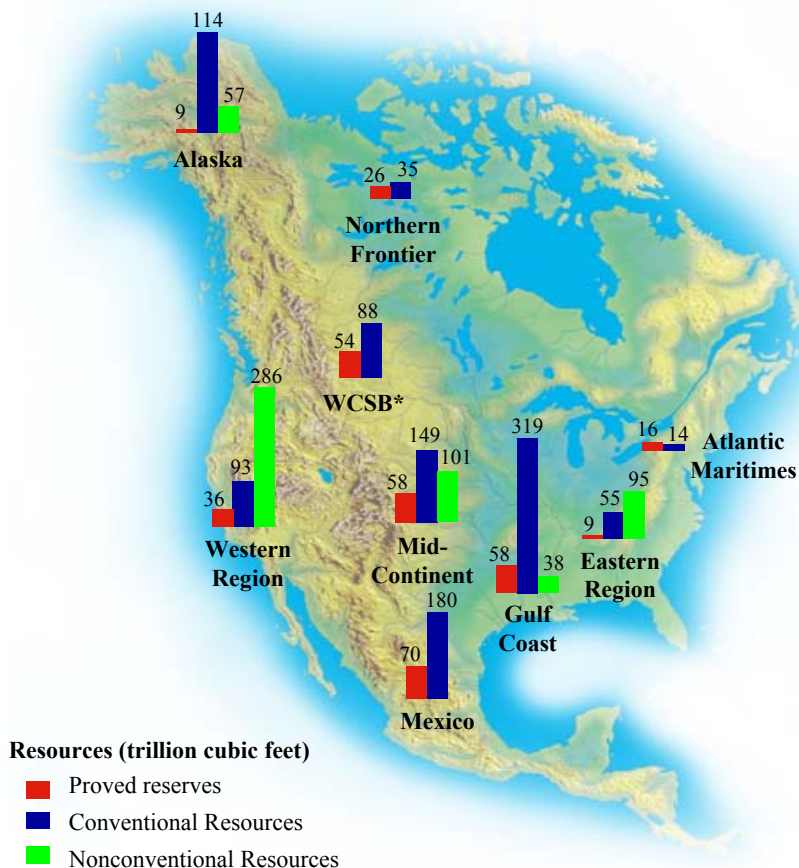 114
9
57
Alaska
26
35
Northern
Frontier
88
54
WCSB*
286
93
36
Western
Region
149
101
58
Mid-
Continent
319
58
38
Gulf
Coast
16
14
Atlantic
Maritimes
95
55
9
Eastern
Region
180
70
Mexico
Resources (trillion cubic feet)
Proved reserves
Conventional Resources
Nonconventional Resources